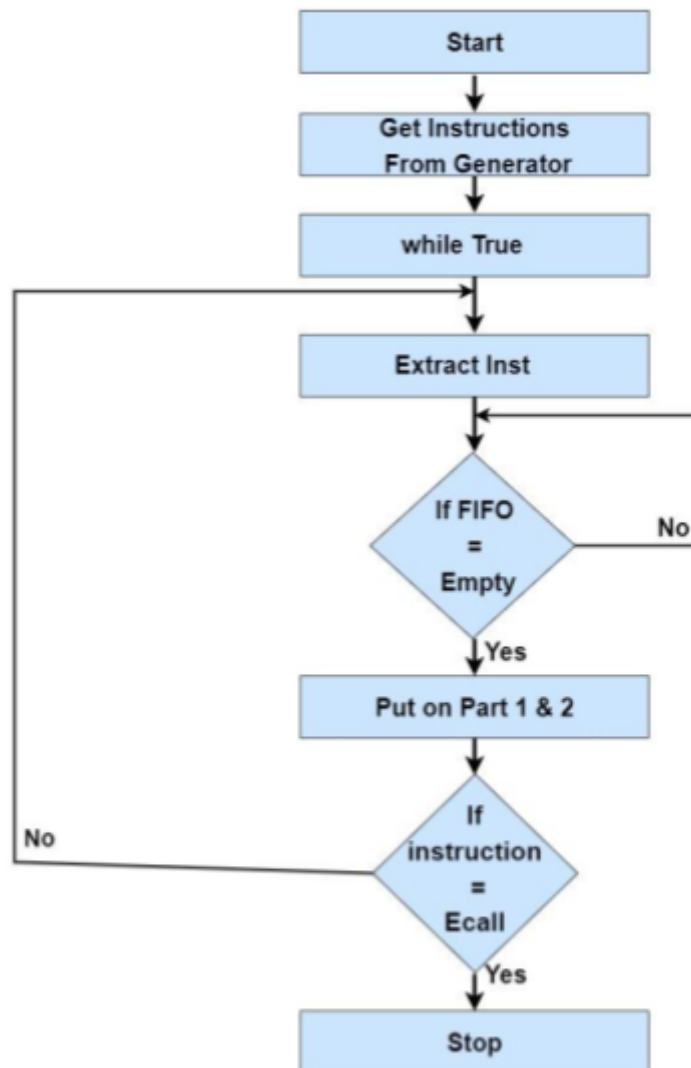 Start
Get Instructions
From Generator
while True
Extract Inst
If FIFO
=
Empty
No
Yes
Put on Part 1 & 2
If
instruction
=
Ecall
No
Yes
Stop